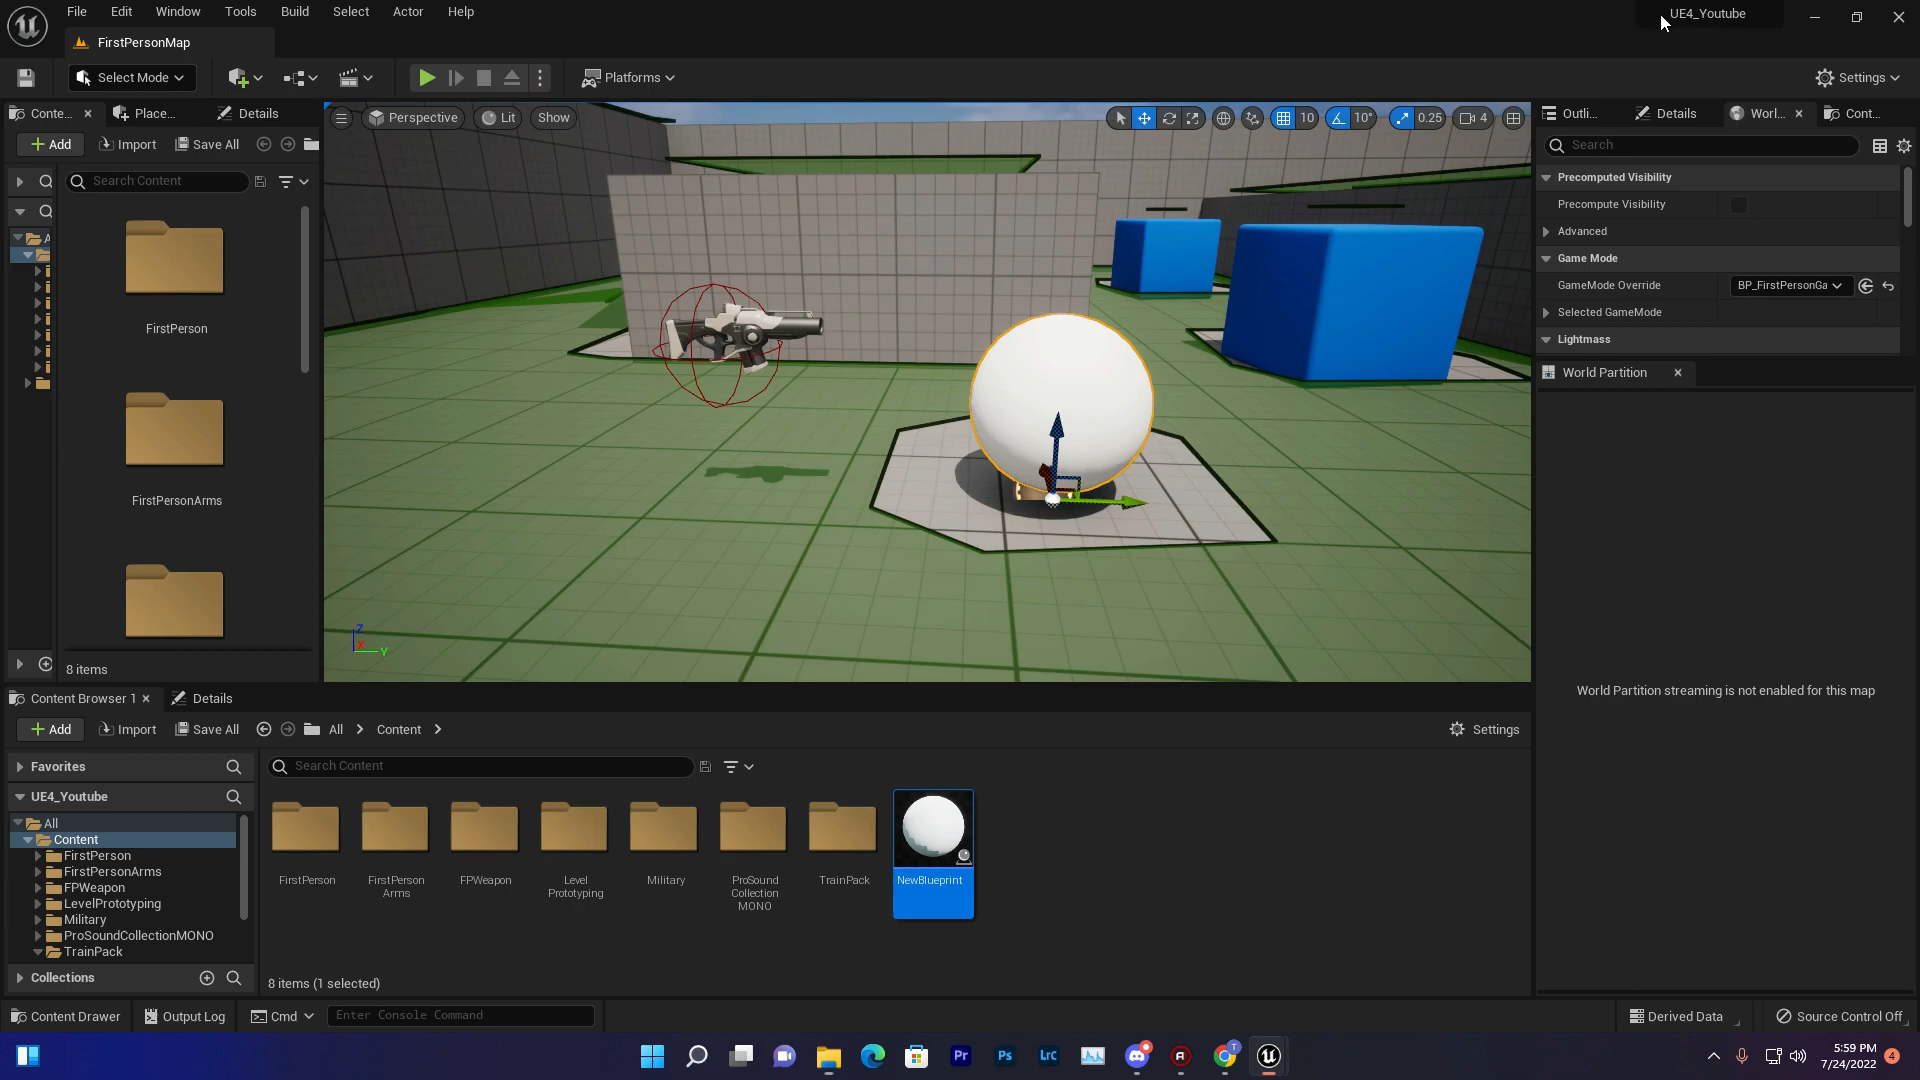 File Edit Window Tools Build Select Actor Help
UE4_Youtube
FirstPersonMap
Select Mode
Platforms
Settings
Conte...
Place...
Details
Add
Import
Save All
Search Content
A
FirstPerson
FirstPersonArms
8 items
Perspective
Lit
Show
10
10°
0.25
4
Z
X
Y
Outli...
Details
Worl...
Cont...
Search
Precomputed Visibility
Precompute Visibility
Advanced
Game Mode
GameMode Override
BP_FirstPersonGa
Selected GameMode
Lightmass
World Partition
World Partition streaming is not enabled for this map
Content Browser 1
Details
Add
Import
Save All
All
Content
Settings
Favorites
UE4_Youtube
All
Content
FirstPerson
FirstPersonArms
FPWeapon
LevelPrototyping
Military
ProSoundCollectionMONO
TrainPack
Collections
Search Content
FirstPerson
FirstPerson
Arms
FPWeapon
Level
Prototyping
Military
ProSound
Collection
MONO
TrainPack
NewBlueprint
8 items (1 selected)
Content Drawer
Output Log
Cmd
Enter Console Command
Derived Data
Source Control Off
Pr
Ps
LrC
T
5:59 PM
7/24/2022
4